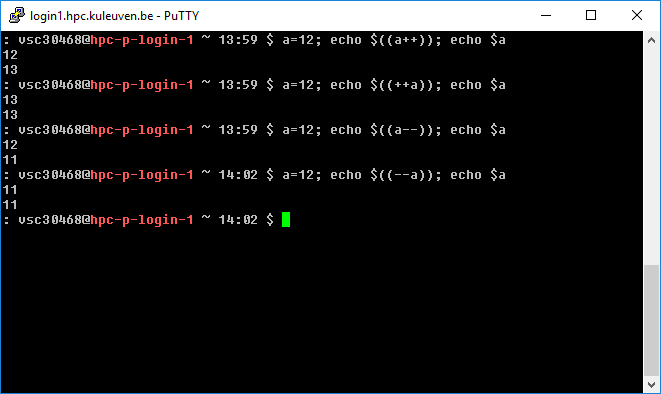 login1.hpc.kuleuven.be - PuTTY
: vsc30468@hpc-p-login-1 ~ 13:59 $ a=12; echo $((a++)); echo $a
12
13
: vsc30468@hpc-p-login-1 ~ 13:59 $ a=12; echo $((++a)); echo $a
13
13
: vsc30468@hpc-p-login-1 ~ 13:59 $ a=12; echo $((a--)); echo $a
12
11
: vsc30468@hpc-p-login-1 ~ 14:02 $ a=12; echo $((--a)); echo $a
11
11
: vsc30468@hpc-p-login-1 ~ 14:02 $